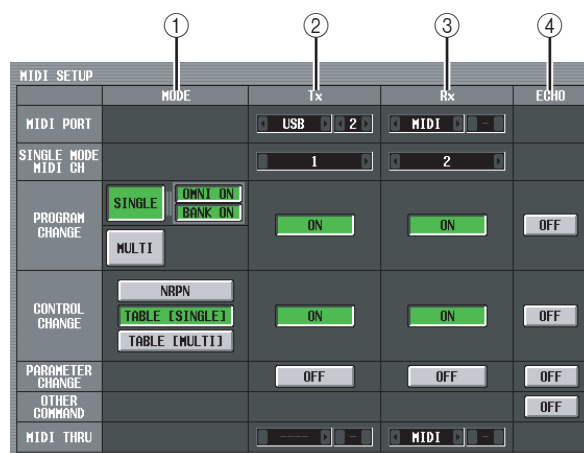 ① ② ③ ④
MIDI SETUP
MODE Tx Rx ECHO
MIDI PORT USB 2 MIDI -
SINGLE MODE
MIDI CH
1 2
PROGRAM
CHANGE
SINGLE OMNI ON
BANK ON
MULTI
ON ON OFF
CONTROL
CHANGE
NRPN
TABLE [SINGLE]
TABLE [MULTI]
ON ON OFF
PARAMETER
CHANGE
OFF OFF OFF
OTHER
COMMAND
OFF
MIDI THRU ---- - MIDI -